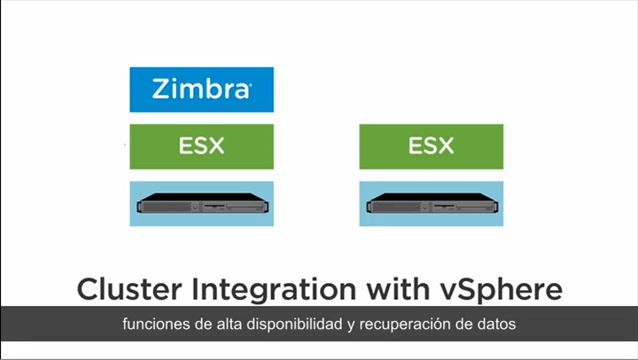 Zimbra
ESX
ESX
Cluster Integration with vSphere
funciones de alta disponibilidad y recuperación de datos